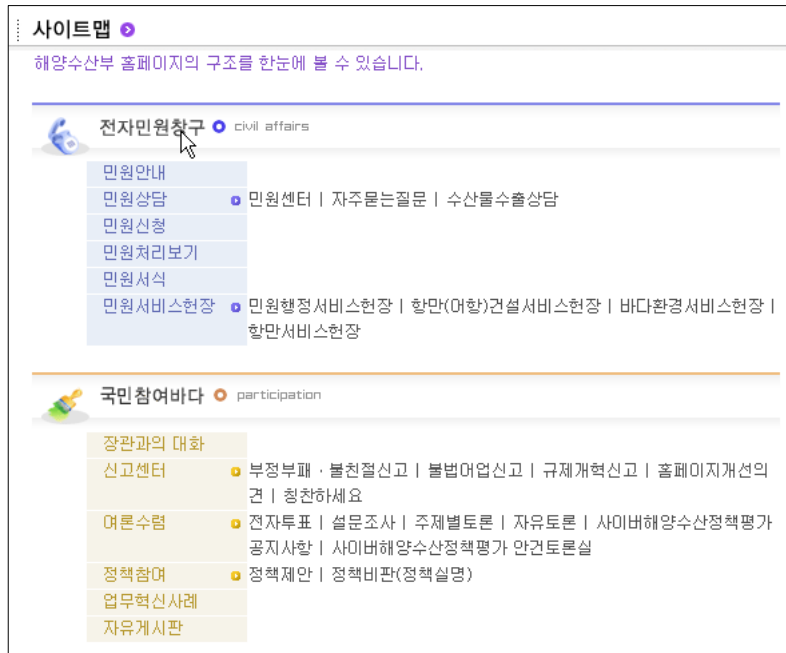 사이트맵
해양수산부 홈페이지의 구조를 한눈에 볼 수 있습니다.
전자민원창구 civil affairs
민원안내
민원상담 민원센터 | 자주묻는질문 | 수산물수출상담
민원신청
민원처리보기
민원서식
민원서비스헌장 민원행정서비스헌장 | 항만(어항)건설서비스헌장 | 바다환경서비스헌장 |
항만서비스헌장
국민참여바다 participation
장관과의 대화
신고센터 부정부패 · 불친절신고 | 불법어업신고 | 규제개혁신고 | 홈페이지개선의
견 | 칭찬하세요
여론수렴 전자투표 | 설문조사 | 주제별토론 | 자유토론 | 사이버해양수산정책평가
공지사항 | 사이버해양수산정책평가 안건토론실
정책참여 정책제안 | 정책비판(정책실명)
업무혁신사례
자유게시판